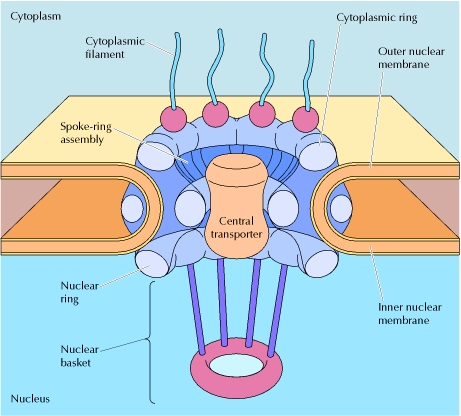 Cytoplasm
Cytoplasmic ring
Cytoplasmic
filament
Outer nuclear
membrane
Spoke-ring
assembly
Central
transporter
Nuclear
ring
Inner nuclear
membrane
Nuclear
basket
Nucleus